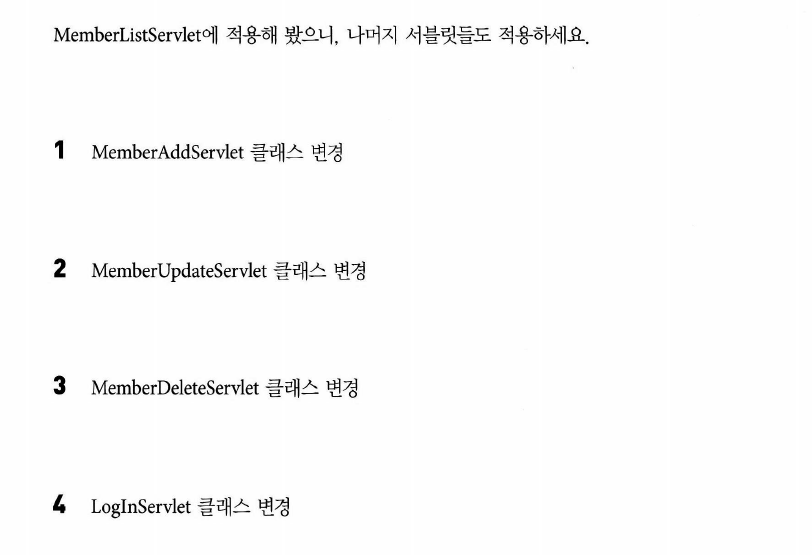 MemberListServlet에 적용해 봤으니, 나머지 서블릿들도 적용하세요.
1 MemberAddServlet 클래스 변경
2 MemberUpdateServlet 클래스 변경
3 MemberDeleteServlet 클래스 변경
4 LogInServlet 클래스 변경